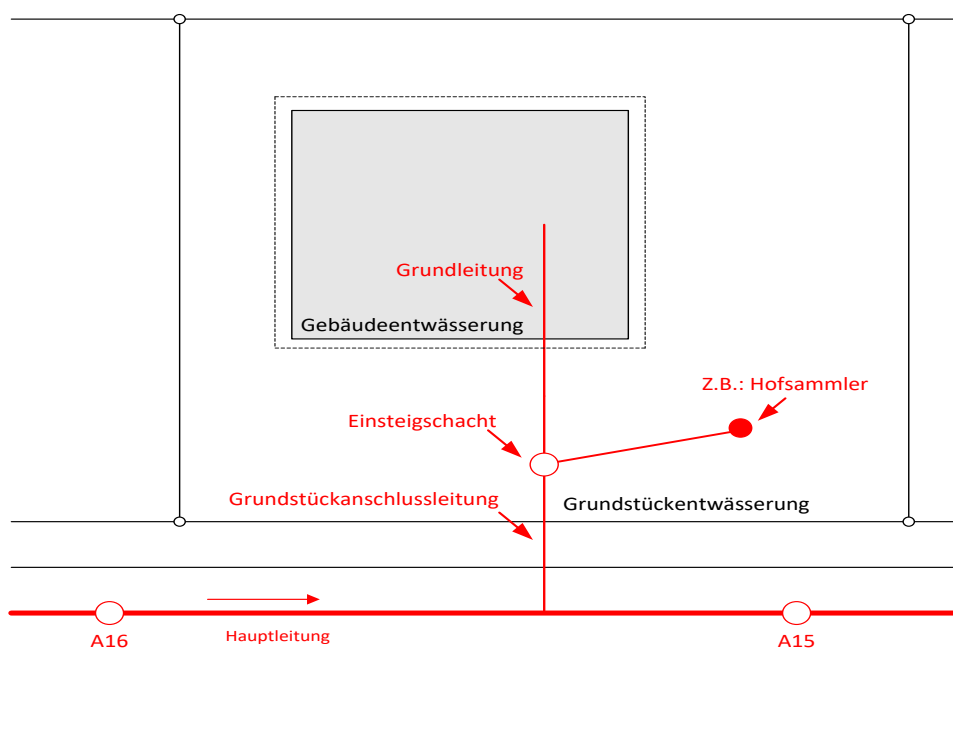 Grundleitung
Gebäudeentwässerung
Z.B.: Hofsammler
Einsteigschacht
Grundstückanschlussleitung
Grundstückentwässerung
A16
Hauptleitung
A15